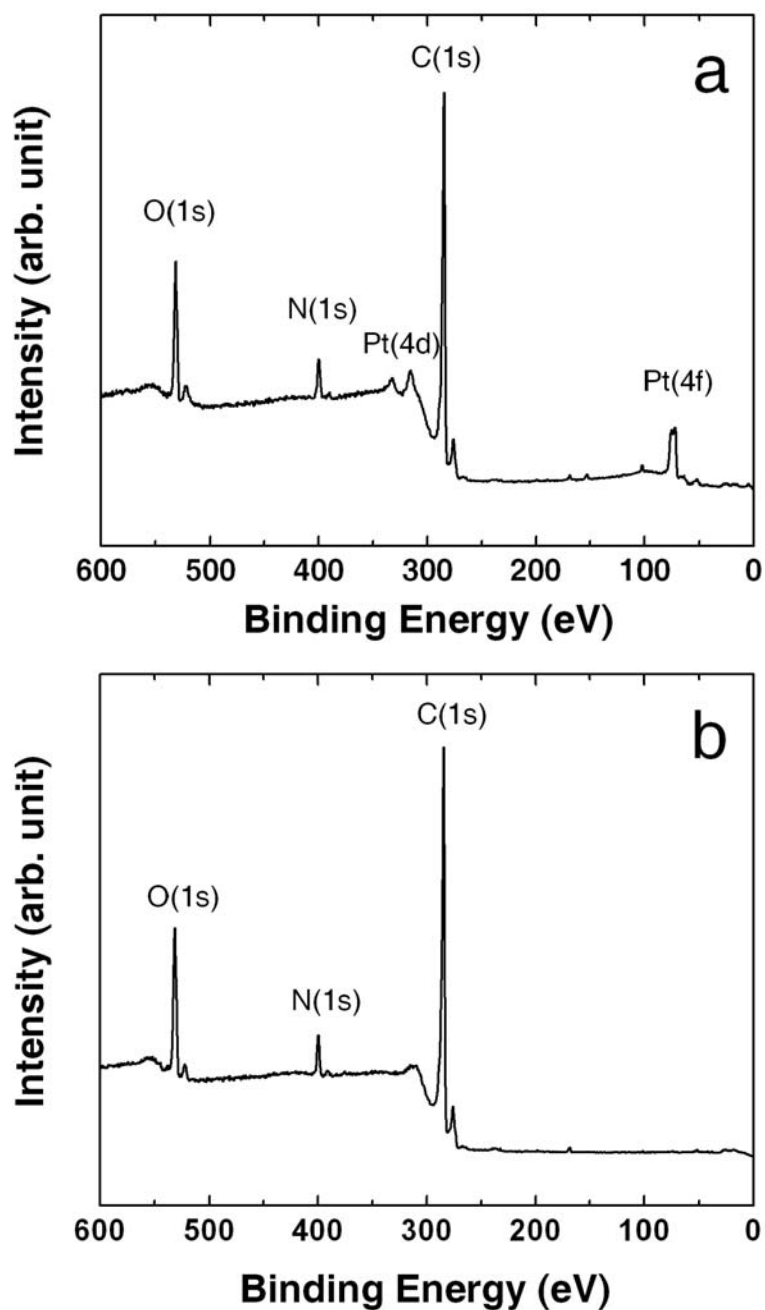 a
C(1s)
O(1s)
N(1s)
Pt(4d)
Pt(4f)
Intensity (arb. unit)
600 500 400 300 200 100 0
Binding Energy (eV)
b
C(1s)
O(1s)
N(1s)
Intensity (arb. unit)
600 500 400 300 200 100 0
Binding Energy (eV)